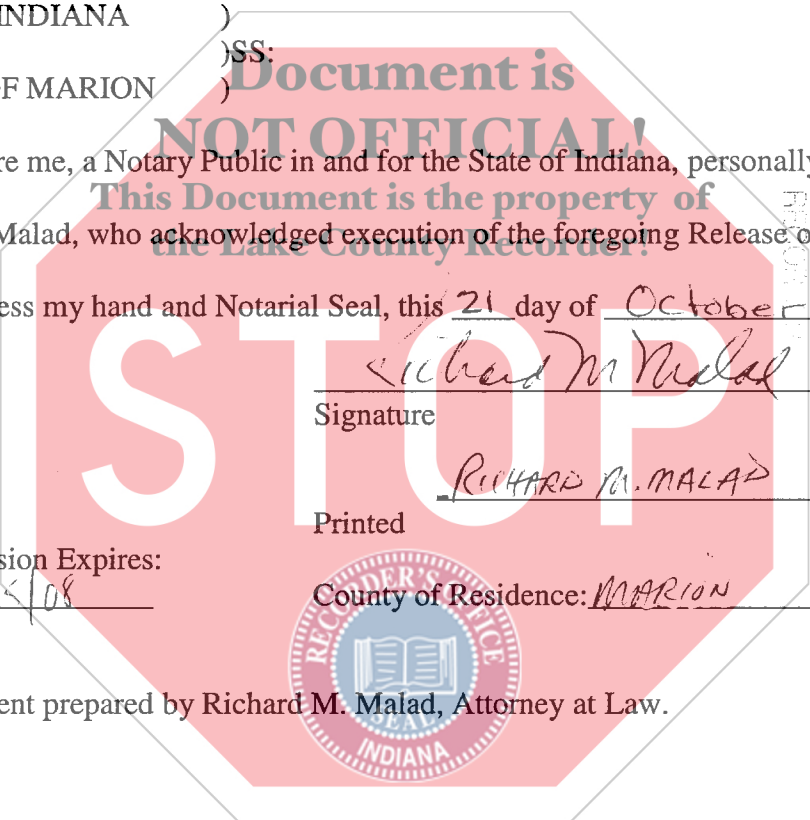 INDIANA )
)SS:
F MARION )
Document is
NOT OFFICIAL!
re me, a Notary Public in and for the State of Indiana, personally
This Document is the property of
Malad, who acknowledged execution of the foregoing Release o
the Lake County Recorder!
ess my hand and Notarial Seal, this 21 day of October
STOP
Richard M Malad
Signature
RICHARD M. MALAD
Printed
sion Expires:
/08
County of Residence: MARION
RECORDER'S OFFICE
SEAL
INDIANA
ent prepared by Richard M. Malad, Attorney at Law.